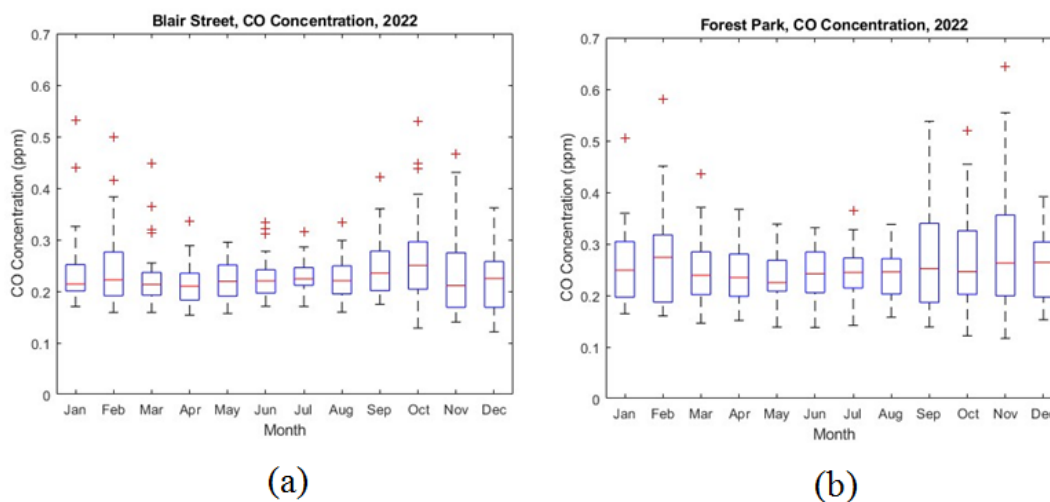 Blair Street, CO Concentration, 2022
0.7
0.6
0.5
0.4
0.3
0.2
0.1
0
CO Concentration (ppm)
Jan Feb Mar Apr May Jun Jul Aug Sep Oct Nov Dec
Month
(a)
Forest Park, CO Concentration, 2022
0.7
0.6
0.5
0.4
0.3
0.2
0.1
0
CO Concentration (ppm)
Jan Feb Mar Apr May Jun Jul Aug Sep Oct Nov Dec
Month
(b)